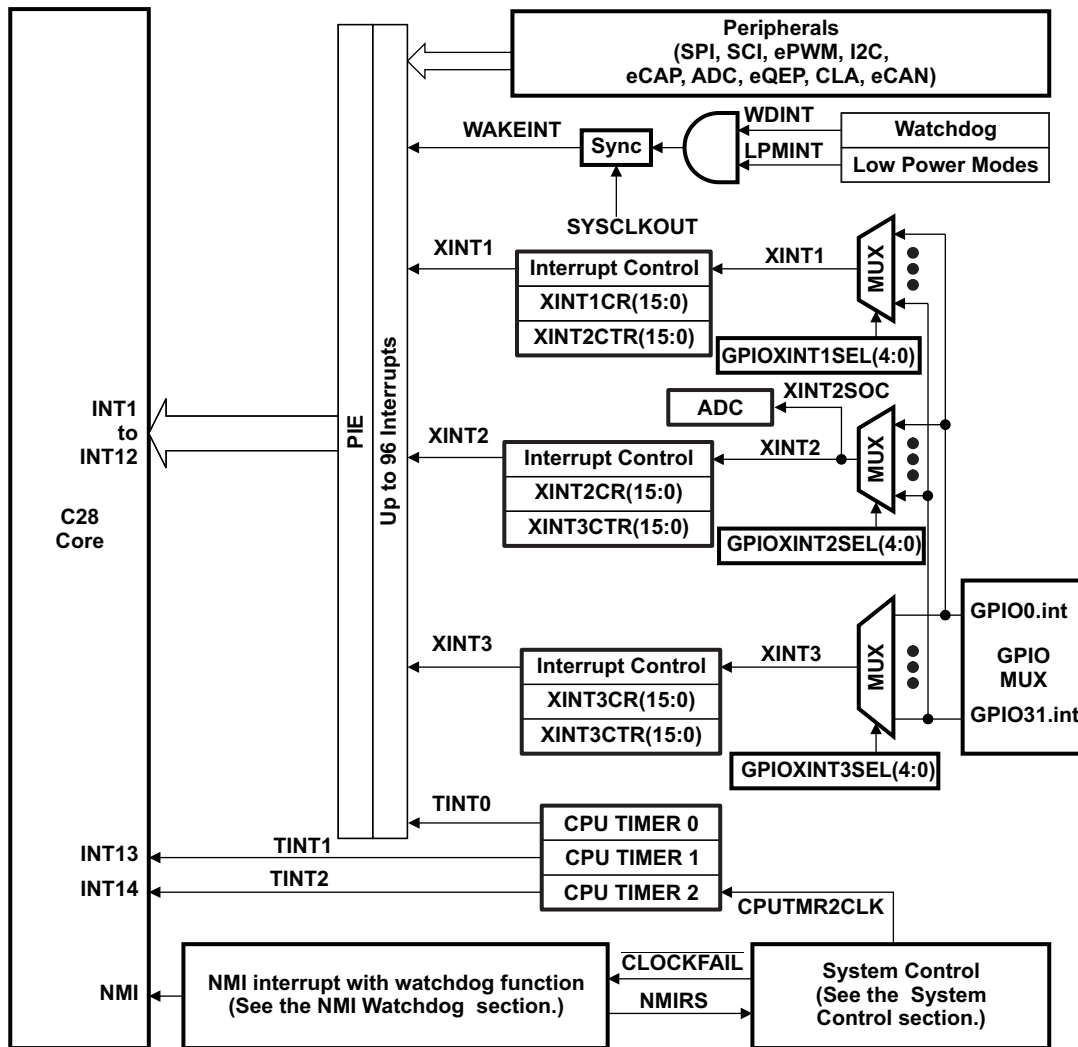 Peripherals
(SPI, SCI, ePWM, I2C,
eCAP, ADC, eQEP, CLA, eCAN)
WDINT
WAKEINT
Sync
Watchdog
LPMINT
Low Power Modes
SYSCLKOUT
XINT1
Interrupt Control
XINT1
MUX
XINT1CR(15:0)
XINT2CTR(15:0)
GPIOXINT1SEL(4:0)
XINT2SOC
ADC
INT1
to
INT12
PIE
Up to 96 Interrupts
XINT2
Interrupt Control
XINT2
MUX
XINT2CR(15:0)
XINT3CTR(15:0)
GPIOXINT2SEL(4:0)
C28
Core
GPIO0.int
XINT3
Interrupt Control
XINT3
MUX
GPIO
MUX
XINT3CR(15:0)
XINT3CTR(15:0)
GPIO31.int
GPIOXINT3SEL(4:0)
TINT0
CPU TIMER 0
INT13
TINT1
CPU TIMER 1
INT14
TINT2
CPU TIMER 2
CPUTMR2CLK
NMI
NMI interrupt with watchdog function
(See the NMI Watchdog section.)
CLOCKFAIL
NMIRS
System Control
(See the System
Control section.)